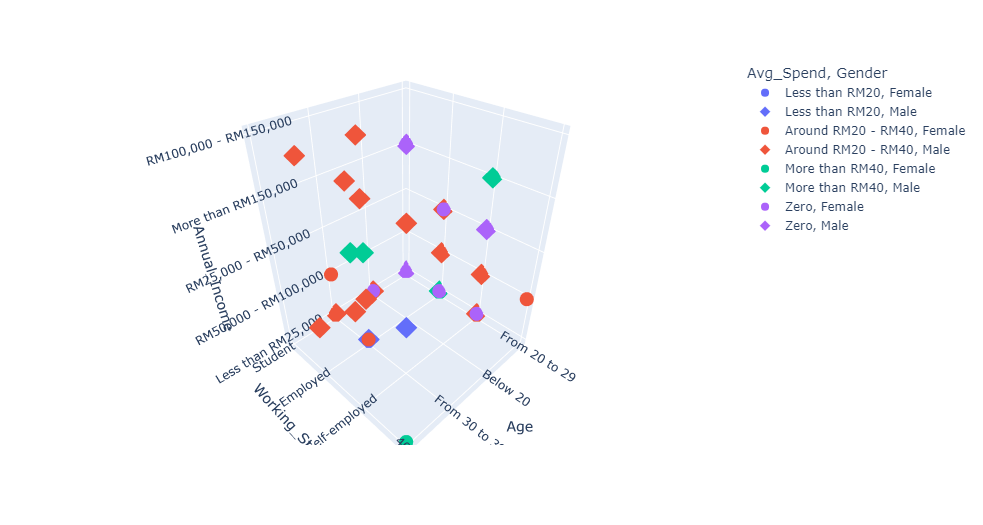 Avg_Spend, Gender
Less than RM20, Female
Less than RM20, Male
Around RM20 - RM40, Female
Around RM20 - RM40, Male
More than RM40, Female
More than RM40, Male
Zero, Female
Zero, Male
RM100,000 - RM150,000
More than RM150,000
RM25,000 - RM50,000
RM50,000 - RM100,000
Less than RM25,000
Annual_Income
Student
Employed
Self-employed
Working_S
From 20 to 29
Below 20
From 30 to 3
Age